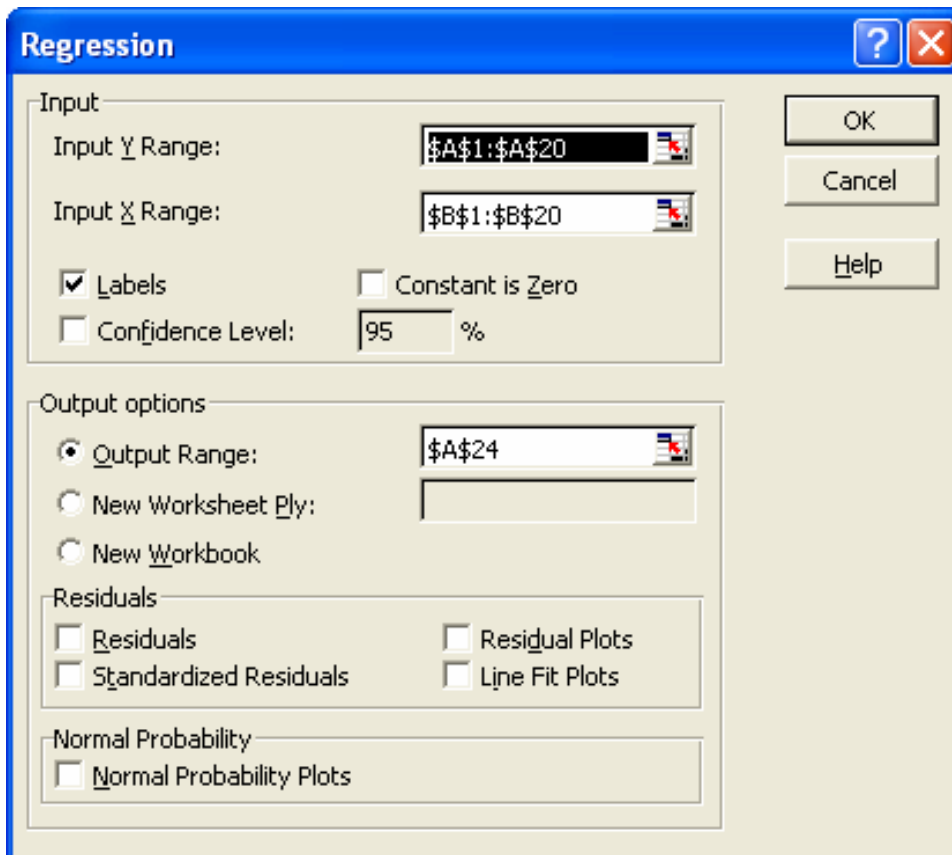 Regression
Input
Input Y Range: $A$1:$A$20
Input X Range: $B$1:$B$20
Labels Constant is Zero
Confidence Level: 95 %
OK
Cancel
Help
Output options
Output Range: $A$24
New Worksheet Ply:
New Workbook
Residuals
Residuals Residual Plots
Standardized Residuals Line Fit Plots
Normal Probability
Normal Probability Plots